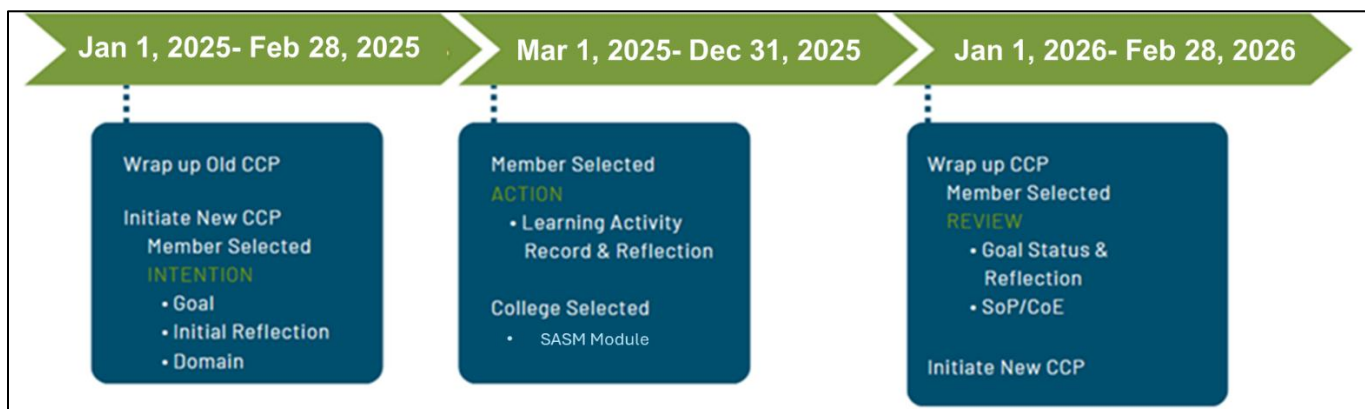 Jan 1, 2025- Feb 28, 2025
Mar 1, 2025- Dec 31, 2025
Jan 1, 2026- Feb 28, 2026
Wrap up Old CCP
Initiate New CCP
Member Selected
INTENTION
• Goal
• Initial Reflection
• Domain
Member Selected
ACTION
• Learning Activity
Record & Reflection
College Selected
• SASM Module
Wrap up CCP
Member Selected
REVIEW
• Goal Status &
Reflection
• SoP/CoE
Initiate New CCP